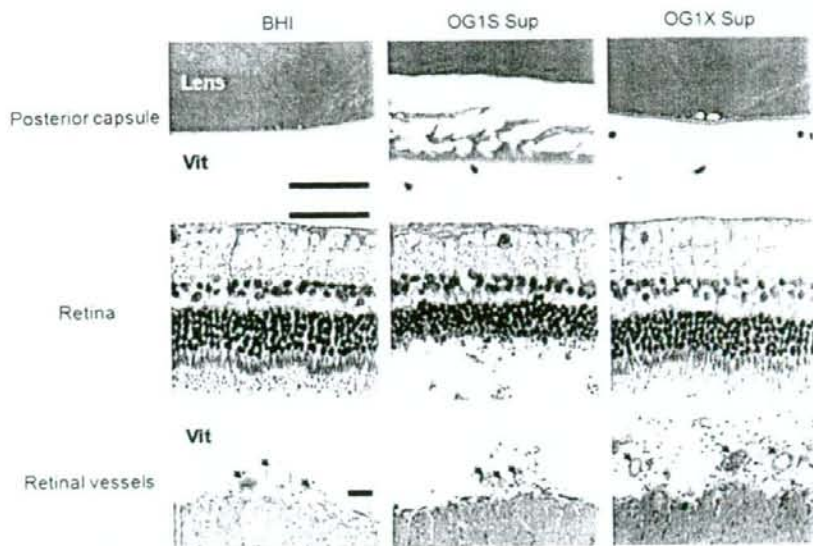 BHI OG1S Sup OG1X Sup
Lens
Posterior capsule
Vit
Retina
Vit
Retinal vessels